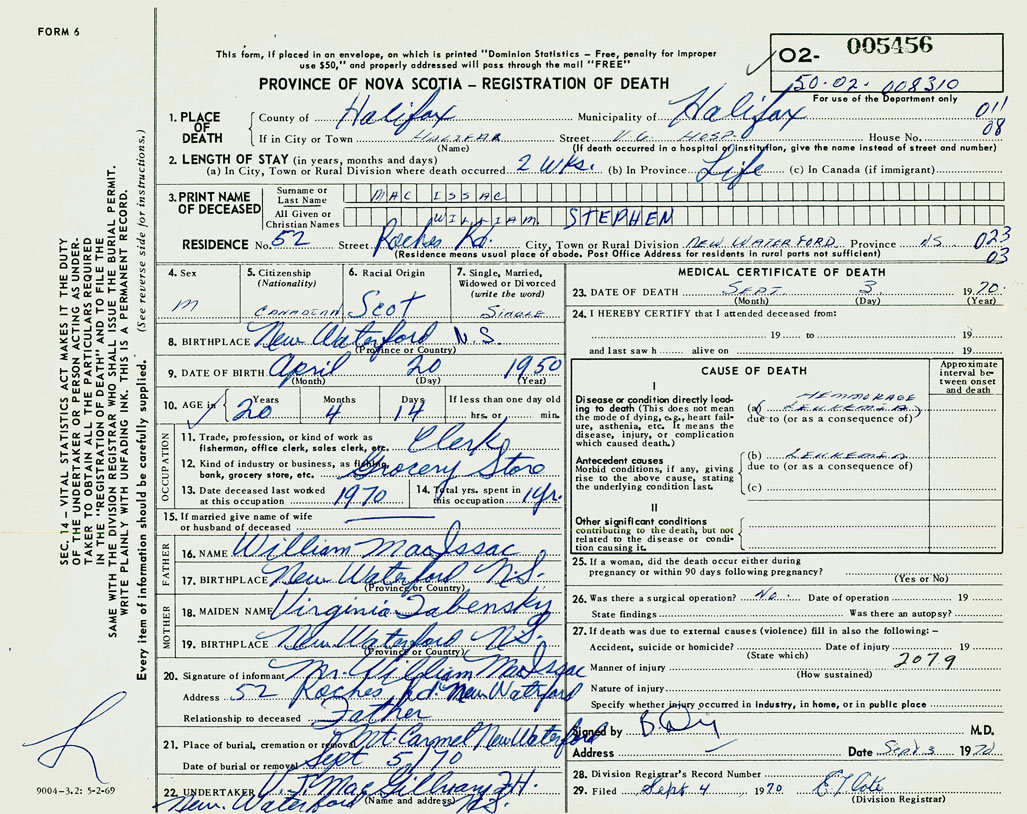 FORM 6
This form, if placed in an envelope, on which is printed "Dominion Statistics – Free, penalty for improper
use $50," and properly addressed will pass through the mail "FREE"
PROVINCE OF NOVA SCOTIA – REGISTRATION OF DEATH
O2- 005456
50-02-008310
For use of the Department only
SEC. 14 – VITAL STATISTICS ACT MAKES IT THE DUTY
OF THE UNDERTAKER OR PERSON ACTING AS UNDER-
TAKER TO OBTAIN ALL THE PARTICULARS REQUIRED
IN THE "REGISTRATION OF DEATH" AND TO FILE THE
SAME WITH THE DIVISION REGISTRAR WHO SHALL ISSUE THE BURIAL PERMIT.
WRITE PLAINLY WITH UNFADING INK. THIS IS A PERMANENT RECORD.
Every item of information should be carefully supplied. (See reverse side for instructions.)
1. PLACE OF DEATH
County of Halifax Municipality of Halifax 011
If in City or Town HALIFAX Street V.G. HOSP. House No. 08
(Name) (If death occurred in a hospital or institution, give the name instead of street and number)
2. LENGTH OF STAY (in years, months and days)
(a) In City, Town or Rural Division where death occurred 2 wks. (b) In Province Life (c) In Canada (if immigrant)
3. PRINT NAME OF DECEASED
Surname or Last Name MAC ISSAC
All Given or Christian Names WILLIAM STEPHEN
RESIDENCE No. 52 Street Roches Rd. City, Town or Rural Division NEW WATERFORD Province NS 023
(Residence means usual place of abode. Post Office Address for residents in rural parts not sufficient) 03
4. Sex M
5. Citizenship (Nationality) CANADIAN
6. Racial Origin Scot
7. Single, Married, Widowed or Divorced (write the word) SINGLE
8. BIRTHPLACE New Waterford N.S.
(Province or Country)
9. DATE OF BIRTH April 20 1950
(Month) (Day) (Year)
10. AGE in Years 20 Months 4 Days 14 If less than one day old hrs. or min.
OCCUPATION
11. Trade, profession, or kind of work as fisherman, office clerk, sales clerk, etc. Clerk
12. Kind of industry or business, as fishing, bank, grocery store, etc. Grocery Store
13. Date deceased last worked at this occupation 1970
14. Total yrs. spent in this occupation 1 yr.
15. If married give name of wife or husband of deceased
FATHER
16. NAME William MacIssac
17. BIRTHPLACE New Waterford N.S.
(Province or Country)
MOTHER
18. MAIDEN NAME Virginia Tabensky
19. BIRTHPLACE New Waterford N.S.
(Province or Country)
20. Signature of informant Mr. William MacIssac
Address 52 Roches Rd. New Waterford
Relationship to deceased Father
21. Place of burial, cremation or removal Mt Carmel New Waterford
Date of burial or removal Sept 5/70
22. UNDERTAKER V.J. MacGillivary F.H.
(Name and address)
New Waterford N.S.
9004-3.2: 5-2-69
MEDICAL CERTIFICATE OF DEATH
23. DATE OF DEATH SEPT 3 1970
(Month) (Day) (Year)
24. I HEREBY CERTIFY that I attended deceased from:
19 to 19
and last saw h alive on 19
CAUSE OF DEATH
Approximate interval between onset and death
I
Disease or condition directly leading to death (This does not mean the mode of dying, e.g., heart failure, asthenia, etc. It means the disease, injury, or complication which caused death.)
(a) HEMMORAGE LEUKEMIA
due to (or as a consequence of)
Antecedent causes
Morbid conditions, if any, giving rise to the above cause, stating the underlying condition last.
(b) LEUKEMIA
due to (or as a consequence of)
(c)
II
Other significant conditions
contributing to the death, but not related to the disease or condition causing it.
25. If a woman, did the death occur either during pregnancy or within 90 days following pregnancy?
(Yes or No)
26. Was there a surgical operation? No. Date of operation 19
State findings Was there an autopsy?
27. If death was due to external causes (violence) fill in also the following: –
Accident, suicide or homicide? Date of injury 19
(State which) 2079
Manner of injury
(How sustained)
Nature of injury
Specify whether injury occurred in industry, in home, or in public place
Signed by M.D.
Address Date Sept 3 1970
28. Division Registrar's Record Number
29. Filed Sept 4 1970
(Division Registrar)